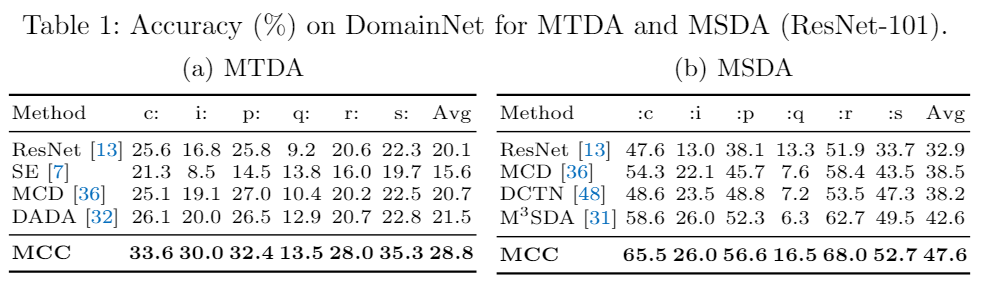 Table 1: Accuracy (%) on DomainNet for MTDA and MSDA (ResNet-101).
(a) MTDA
Method c: i: p: q: r: s: Avg
ResNet [13] 25.6 16.8 25.8 9.2 20.6 22.3 20.1
SE [7] 21.3 8.5 14.5 13.8 16.0 19.7 15.6
MCD [36] 25.1 19.1 27.0 10.4 20.2 22.5 20.7
DADA [32] 26.1 20.0 26.5 12.9 20.7 22.8 21.5
MCC 33.6 30.0 32.4 13.5 28.0 35.3 28.8
(b) MSDA
Method :c :i :p :q :r :s Avg
ResNet [13] 47.6 13.0 38.1 13.3 51.9 33.7 32.9
MCD [36] 54.3 22.1 45.7 7.6 58.4 43.5 38.5
DCTN [48] 48.6 23.5 48.8 7.2 53.5 47.3 38.2
M³SDA [31] 58.6 26.0 52.3 6.3 62.7 49.5 42.6
MCC 65.5 26.0 56.6 16.5 68.0 52.7 47.6